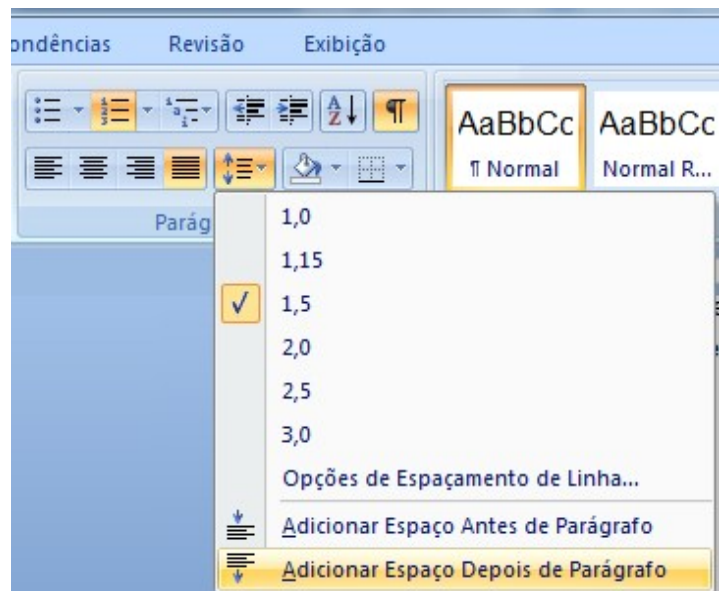 ondências Revisão Exibição
AaBbCc AaBbCc
¶ Normal Normal R...
Parág
1,0
1,15
1,5
2,0
2,5
3,0
Opções de Espaçamento de Linha...
Adicionar Espaço Antes de Parágrafo
Adicionar Espaço Depois de Parágrafo